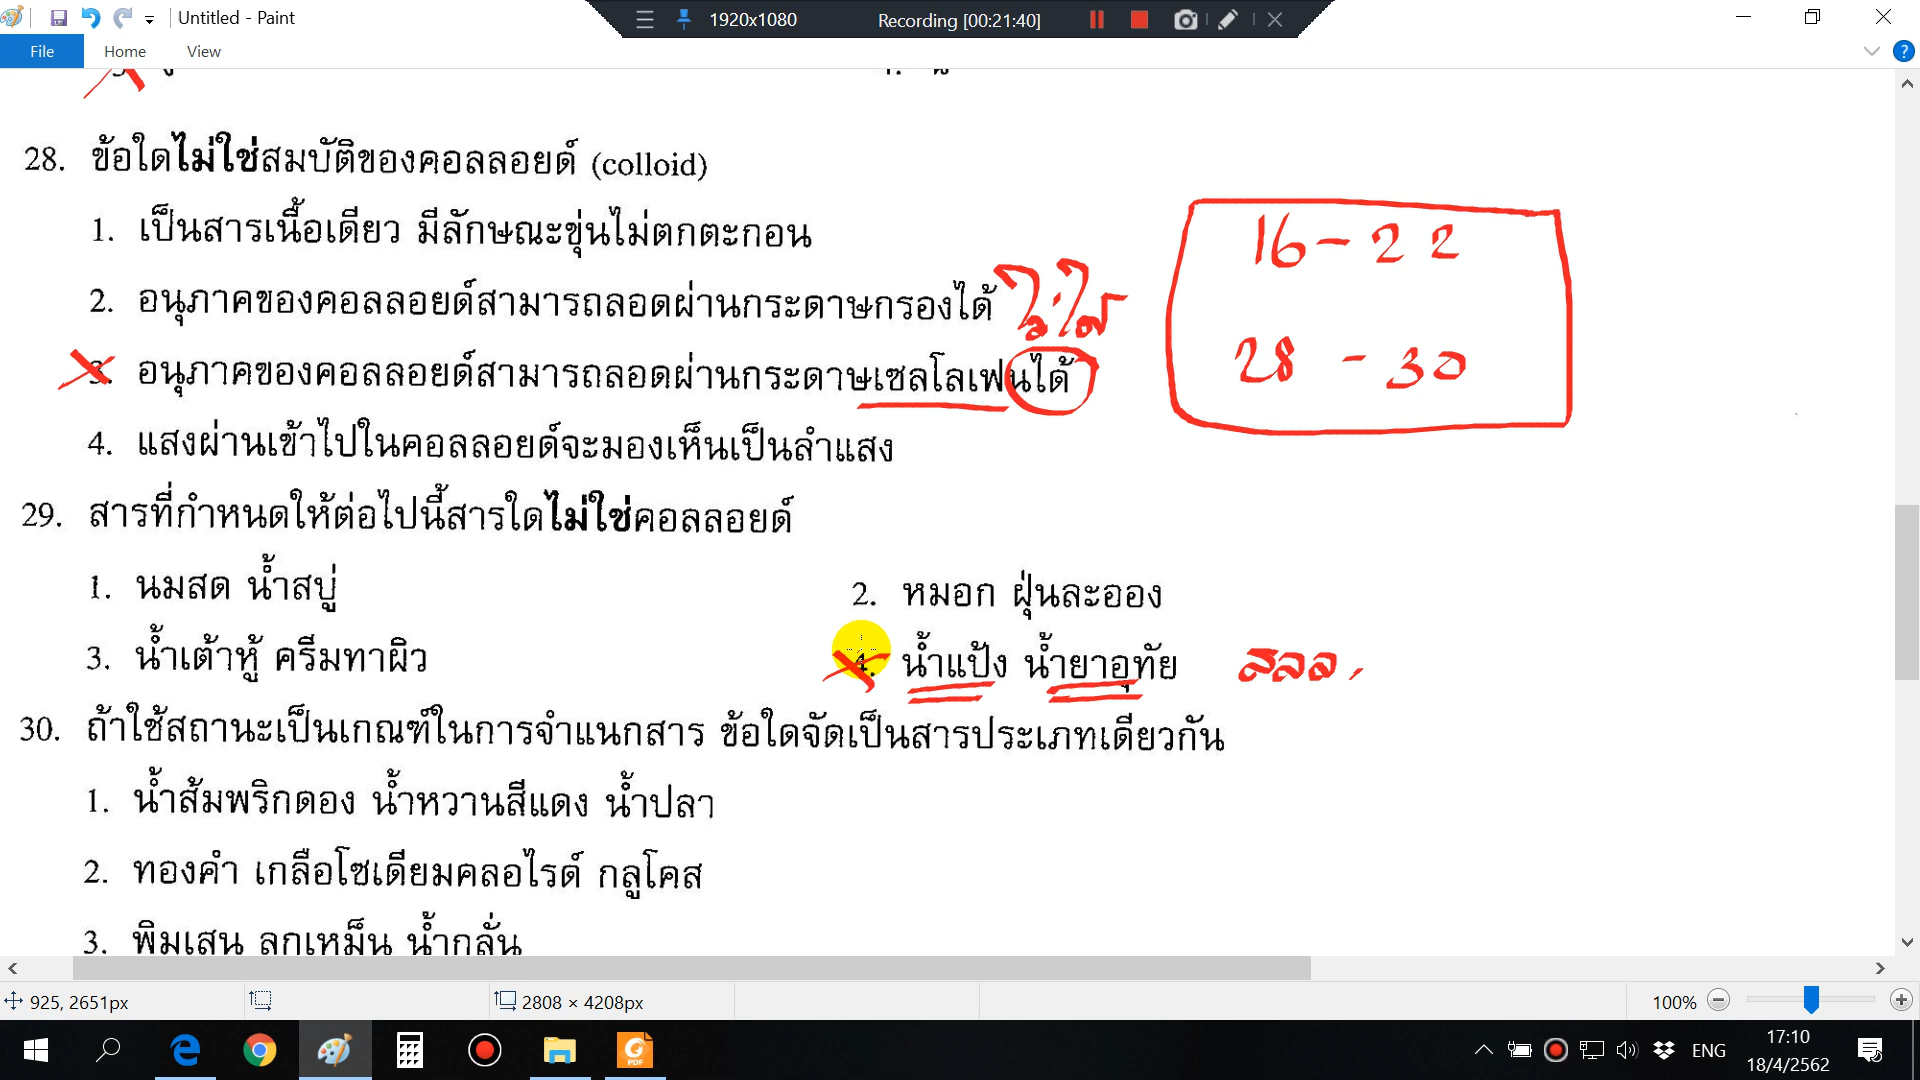 Untitled - Paint
1920x1080
Recording [00:21:40]
File
Home
View
28. ข้อใดไม่ใช่สมบัติของคอลลอยด์ (colloid)
1. เป็นสารเนื้อเดียว มีลักษณะขุ่นไม่ตกตะกอน
2. อนุภาคของคอลลอยด์สามารถลอดผ่านกระดาษกรองได้
3. อนุภาคของคอลลอยด์สามารถลอดผ่านกระดาษเซลโลเฟนได้
4. แสงผ่านเข้าไปในคอลลอยด์จะมองเห็นเป็นลำแสง
16 - 22
28 - 30
29. สารที่กำหนดให้ต่อไปนี้สารใดไม่ใช่คอลลอยด์
1. นมสด น้ำสบู่
2. หมอก ฝุ่นละออง
3. น้ำเต้าหู้ ครีมทาผิว
4. น้ำแป้ง น้ำยาอุทัย
30. ถ้าใช้สถานะเป็นเกณฑ์ในการจำแนกสาร ข้อใดจัดเป็นสารประเภทเดียวกัน
1. น้ำส้มพริกดอง น้ำหวานสีแดง น้ำปลา
2. ทองคำ เกลือโซเดียมคลอไรด์ กลูโคส
3. พิมเสน ลูกเหม็น น้ำกลั่น
925, 2651px
2808 × 4208px
100%
ENG
17:10
18/4/2562